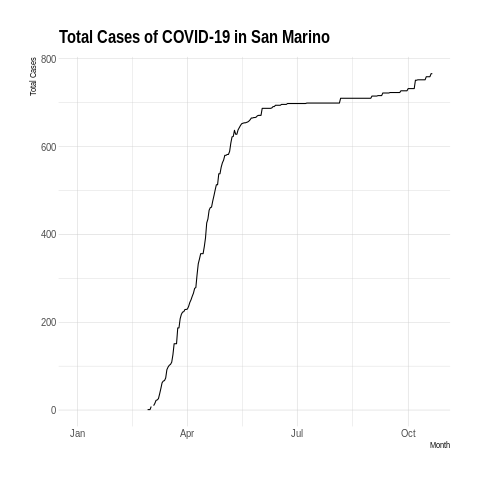 Total Cases of COVID-19 in San Marino
Total Cases
800
600
400
200
0
Jan Apr Jul Oct
Month